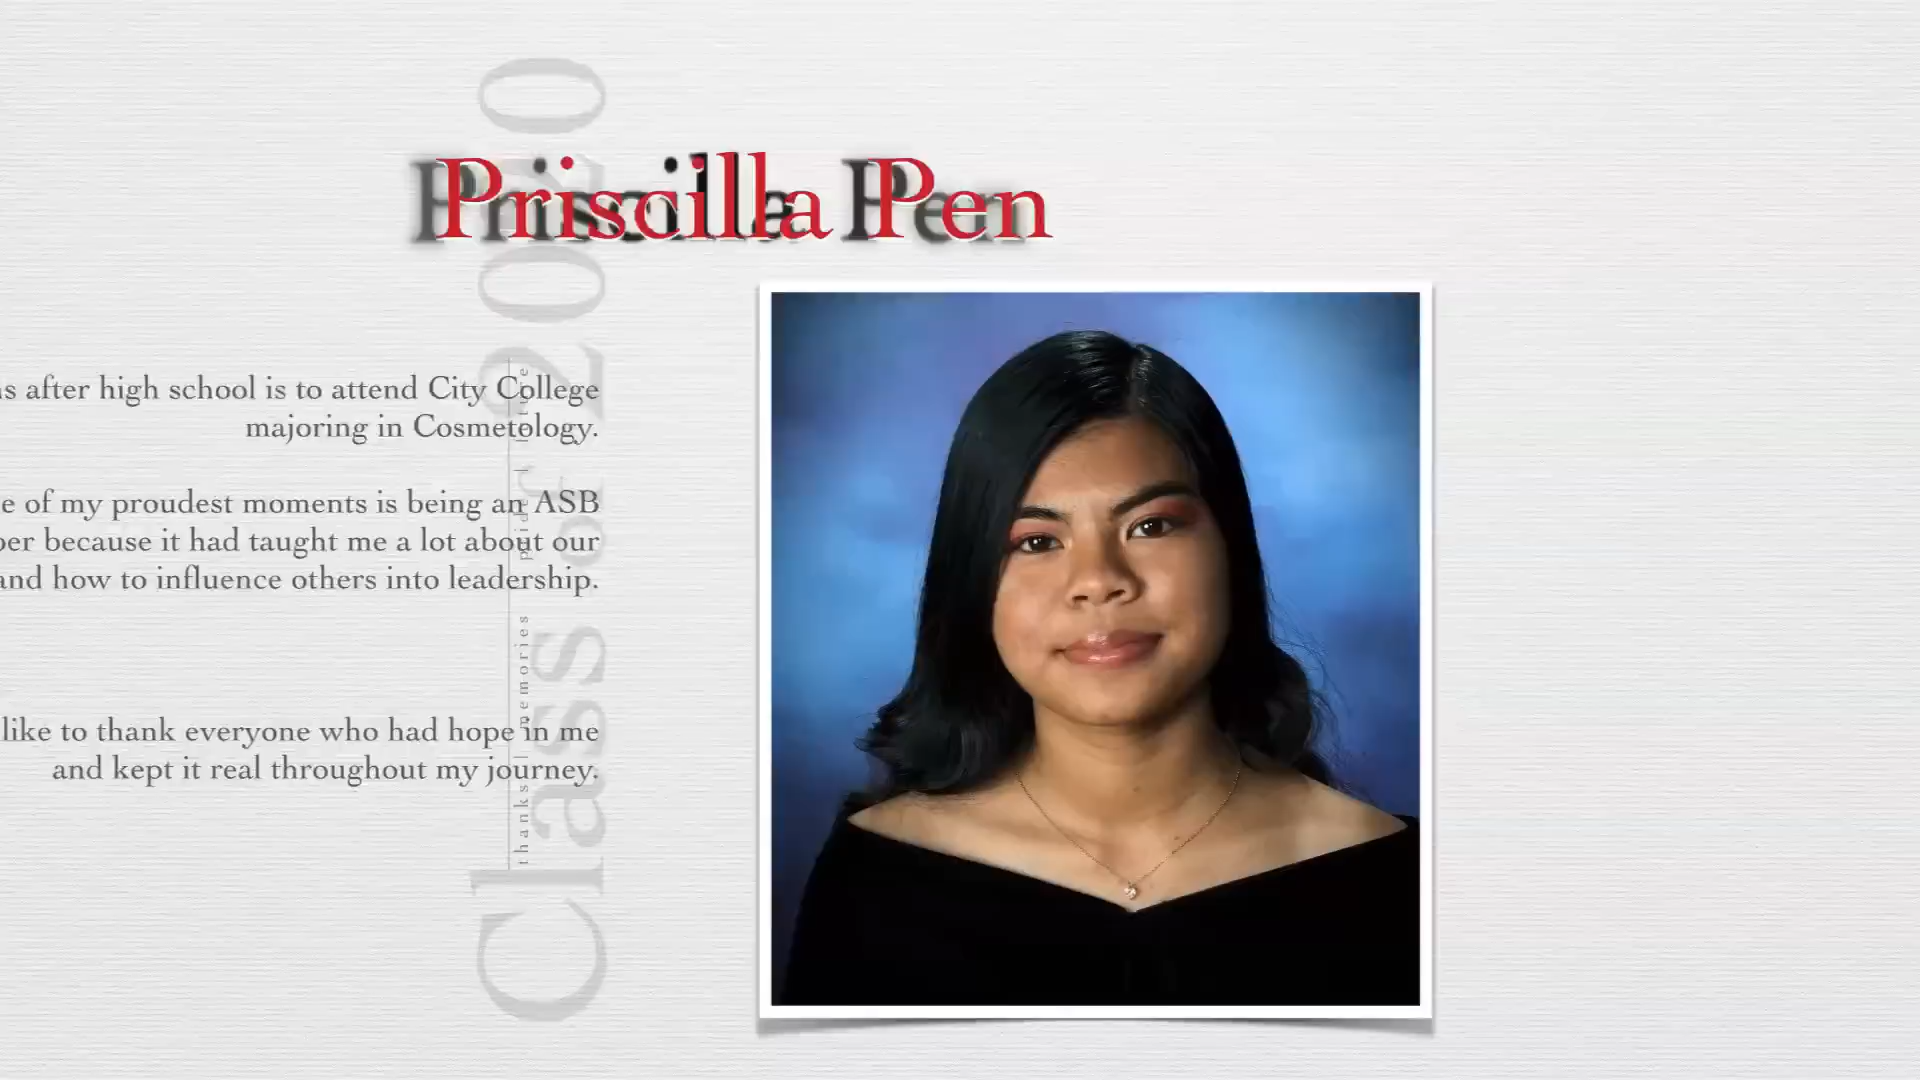 Priscilla Pen
s after high school is to attend City College
majoring in Cosmetology.
e of my proudest moments is being an ASB
ber because it had taught me a lot about our
and how to influence others into leadership.
like to thank everyone who had hope in me
and kept it real throughout my journey.
Class of 2020
thanks | memories pride | future